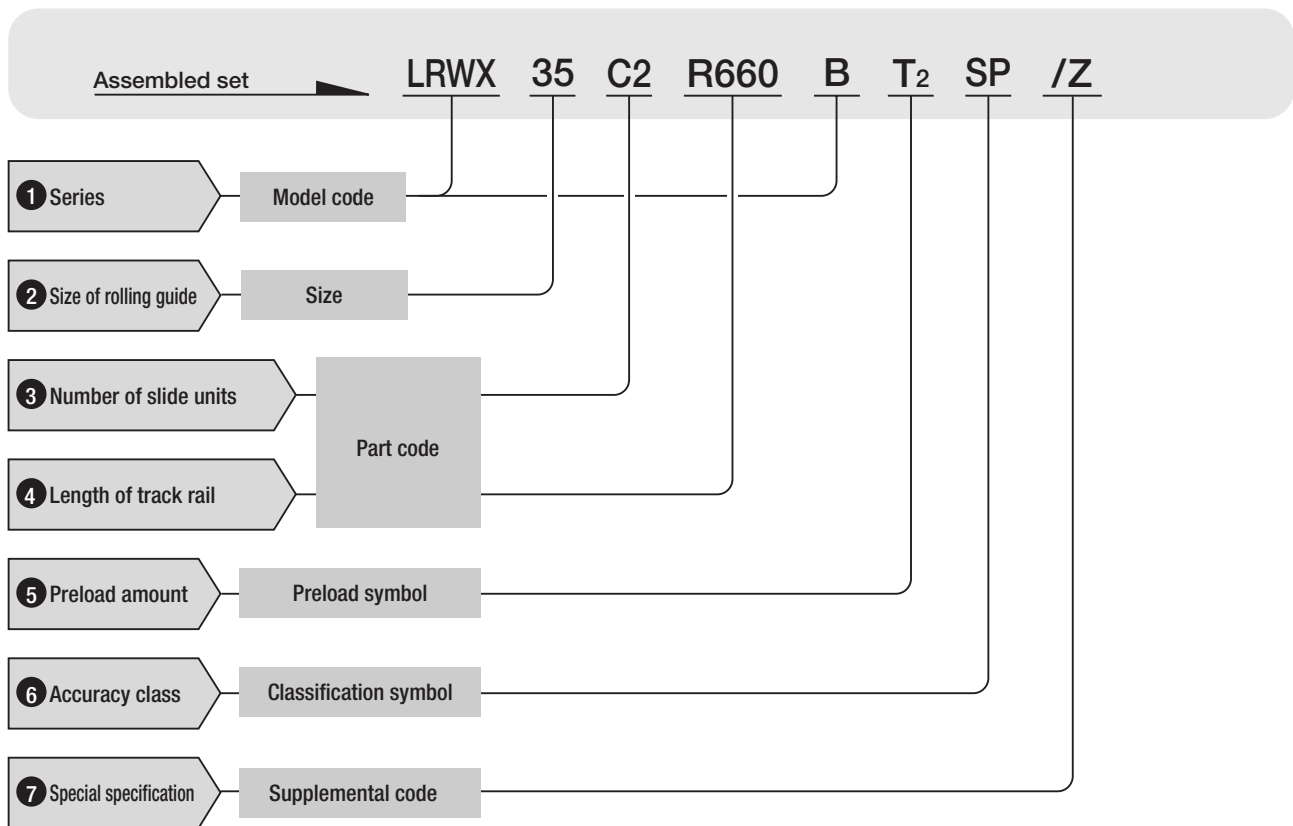 Assembled set LRWX 35 C2 R660 B T2 SP /Z
1 Series Model code
2 Size of rolling guide Size
3 Number of slide units
Part code
4 Length of track rail
5 Preload amount Preload symbol
6 Accuracy class Classification symbol
7 Special specification Supplemental code